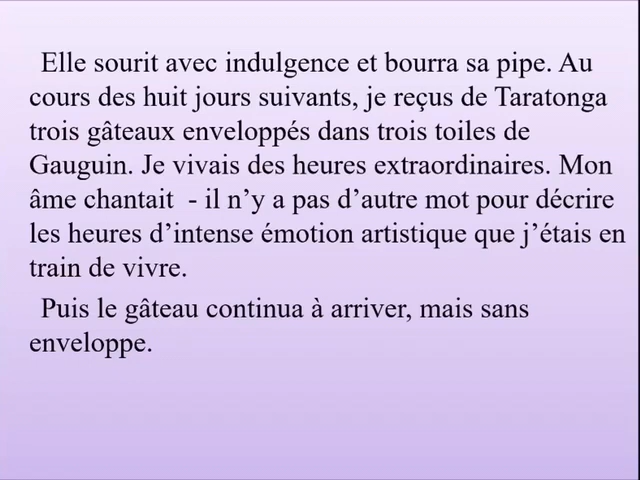 Elle sourit avec indulgence et bourra sa pipe. Au
cours des huit jours suivants, je reçus de Taratonga
trois gâteaux enveloppés dans trois toiles de
Gauguin. Je vivais des heures extraordinaires. Mon
âme chantait  - il n’y a pas d’autre mot pour décrire
les heures d’intense émotion artistique que j’étais en
train de vivre.
Puis le gâteau continua à arriver, mais sans
enveloppe.